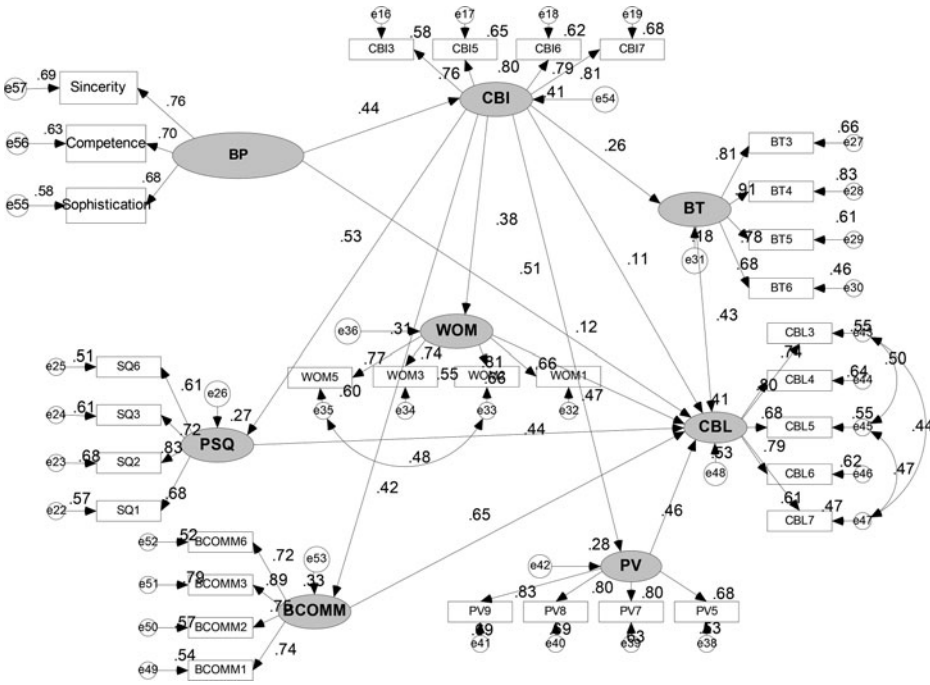 e16 e17 e18 e19
.58 .65 .62 .68
CBI3 CBI5 CBI6 CBI7
.76 .80 .79 .81
CBI .41 e54
e57 .69 Sincerity .76
e56 .63 Competence .70
e55 .58 Sophistication .68
BP
.44
.26
BT3 .66 e27
.81
BT4 .83 e28
.91
BT .18
BT5 .61 e29
.78
BT6 .46 e30
.68
e31
.53
.38
.51
.11
.12
.43
e36 .31 WOM
.77 .74 .81 .66
WOM5 WOM3 WOM2 WOM1
.60 .55 .66 .47
e35 e34 e33 e32
.48
e25 .51 SQ6 .61
e24 .61 SQ3 .72
e23 .68 SQ2 .83
e22 .57 SQ1 .68
e26
.27
PSQ
.44
.41
CBL
.53
e48
CBL3 .55 e43
.74
CBL4 .64 e44
.80
CBL5 .55 e45
.68
CBL6 .62 e46
.79
CBL7 .47 e47
.61
.50
.44
.47
.42
.65
.46
e52 .52 BCOMM6 .72
e51 .79 BCOMM3 .89
e50 .57 BCOMM2
e49 .54 BCOMM1 .74
e53
.33
BCOMM
.28
e42 PV
.83 .80 .80 .68
PV9 PV8 PV7 PV5
.69 .69 .63 .53
e41 e40 e39 e38